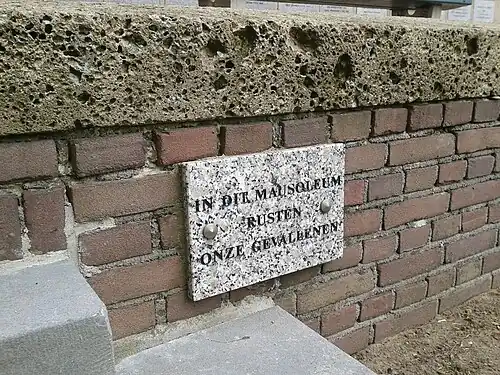 IN DIT MAUSOLEUM
RUSTEN
ONZE GEVALLENEN